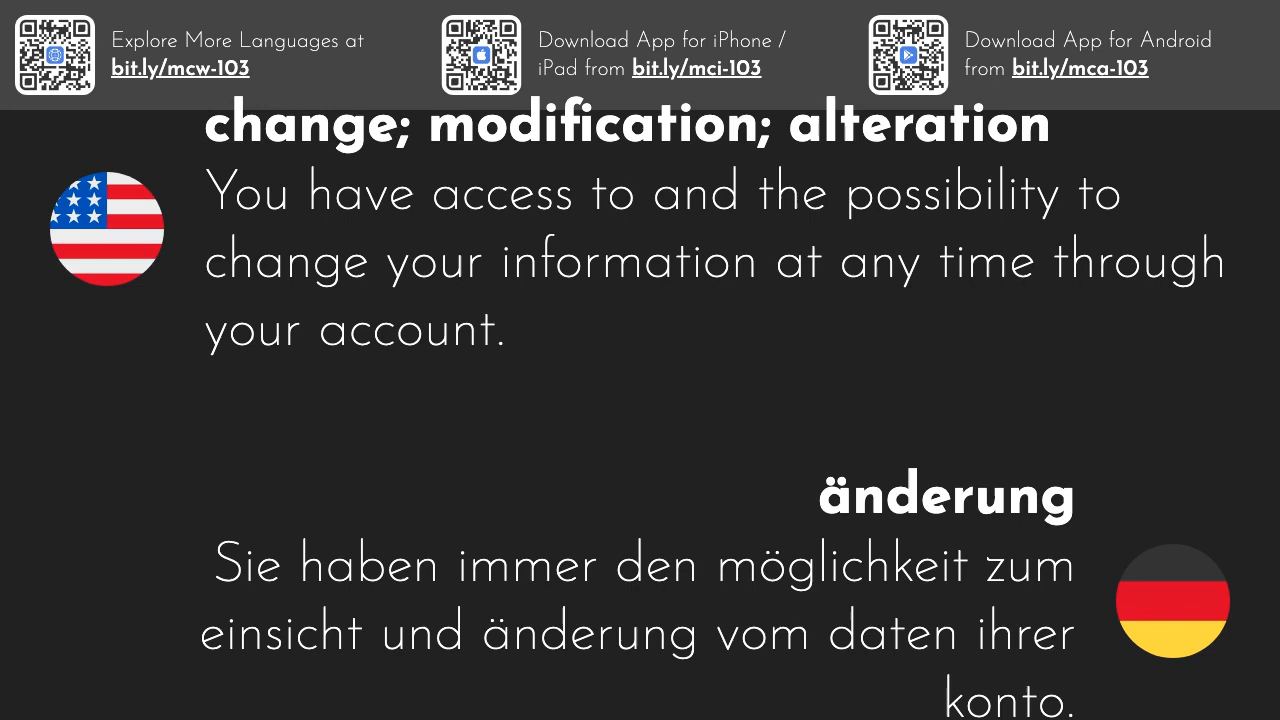 Explore More Languages at
bit.ly/mcw-103
Download App for iPhone /
iPad from bit.ly/mci-103
Download App for Android
from bit.ly/mca-103
change; modification; alteration
You have access to and the possibility to
change your information at any time through
your account.
änderung
Sie haben immer den möglichkeit zum
einsicht und änderung vom daten ihrer
konto.